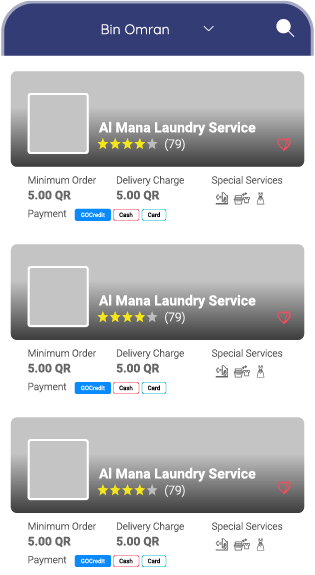 Bin Omran
Al Mana Laundry Service
(79)
Minimum Order Delivery Charge Special Services
5.00 QR 5.00 QR
Payment GOCredit Cash Card
Al Mana Laundry Service
(79)
Minimum Order Delivery Charge Special Services
5.00 QR 5.00 QR
Payment GOCredit Cash Card
Al Mana Laundry Service
(79)
Minimum Order Delivery Charge Special Services
5.00 QR 5.00 QR
Payment GOCredit Cash Card